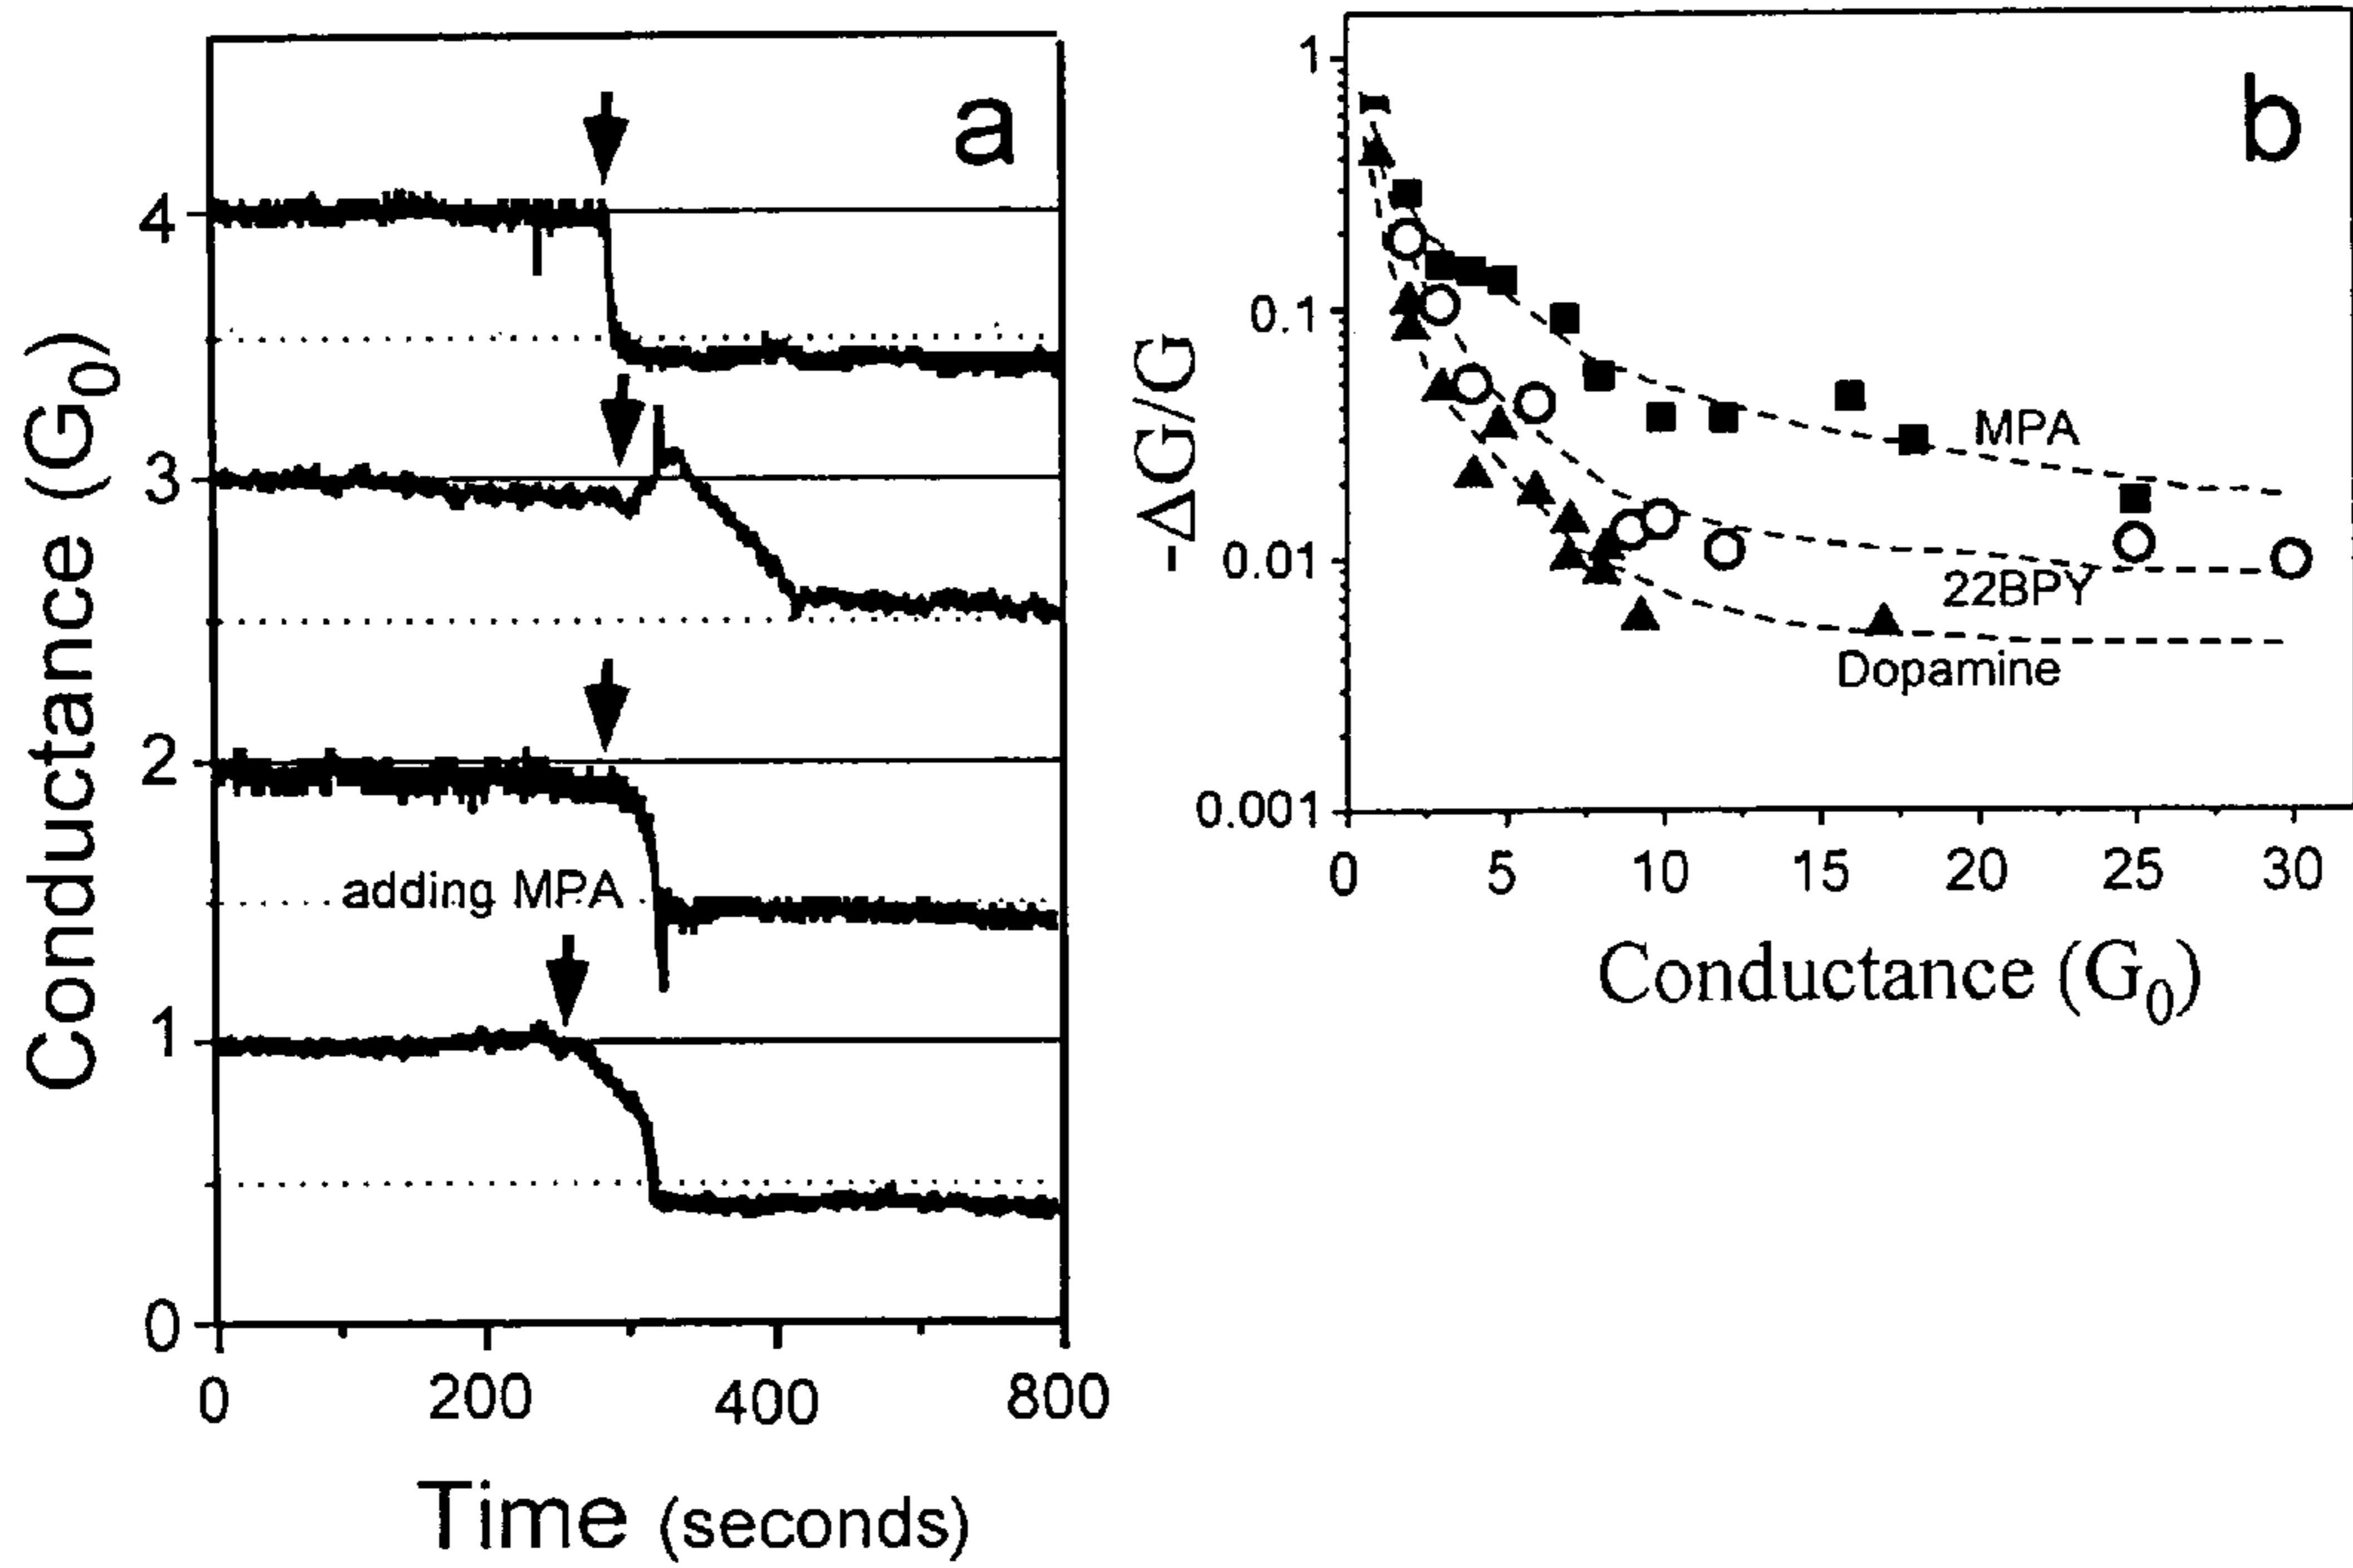 a
4
3
2
1
0
adding MPA
0 200 400 800
Conductance (G0)
Time (seconds)
b
1
0.1
0.01
0.001
-ΔG/G
MPA
22BPY
Dopamine
0 5 10 15 20 25 30
Conductance (G0)